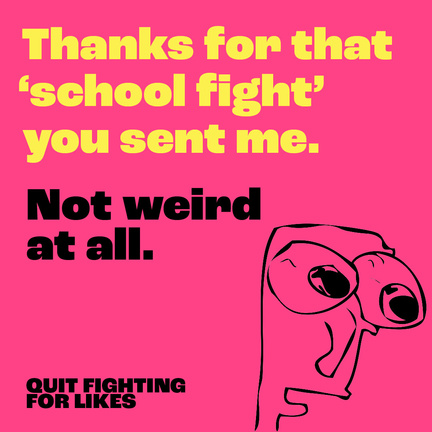 Thanks for that
‘school fight’
you sent me.
Not weird
at all.
QUIT FIGHTING
FOR LIKES